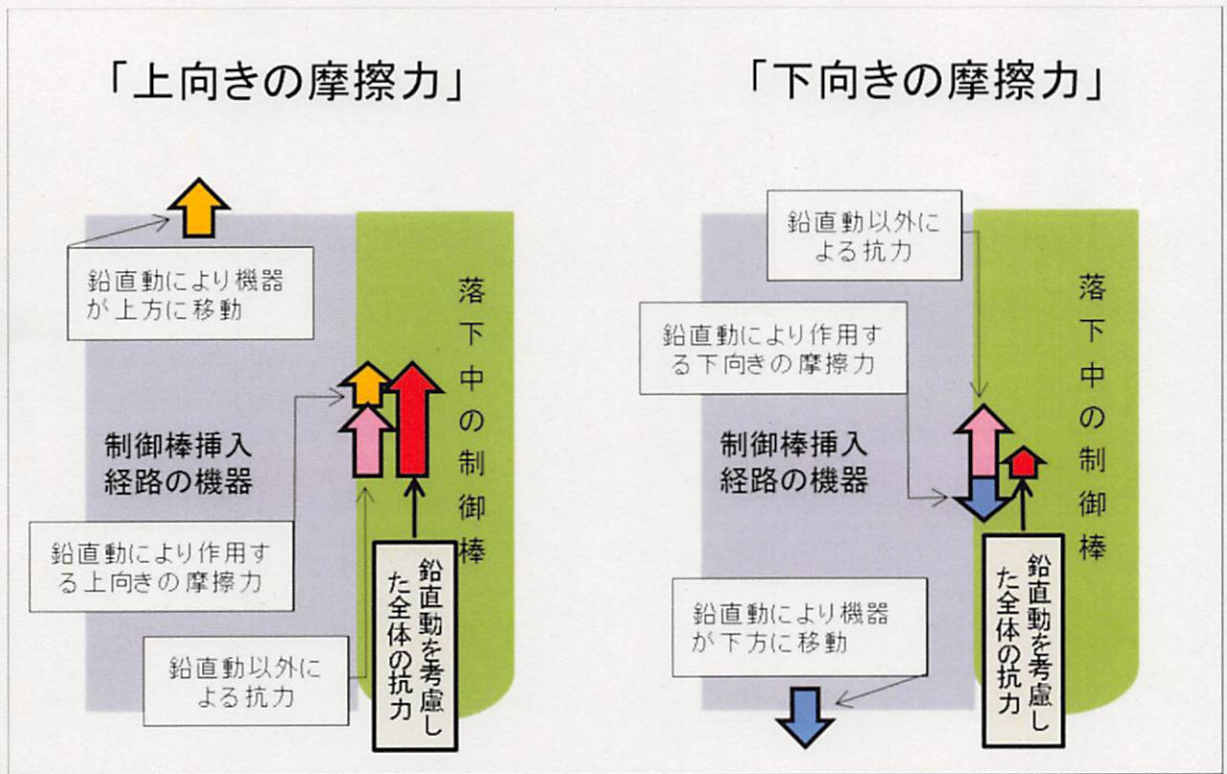 「上向きの摩擦力」
鉛直動により機器
が上方に移動
落下中の制御棒
制御棒挿入
経路の機器
鉛直動により作用す
る上向きの摩擦力
鉛直動以外に
よる抗力
鉛直動を考慮し
た全体の抗力
「下向きの摩擦力」
鉛直動以外に
よる抗力
落下中の制御棒
鉛直動により作用す
る下向きの摩擦力
制御棒挿入
経路の機器
鉛直動により機器
が下方に移動
鉛直動を考慮し
た全体の抗力